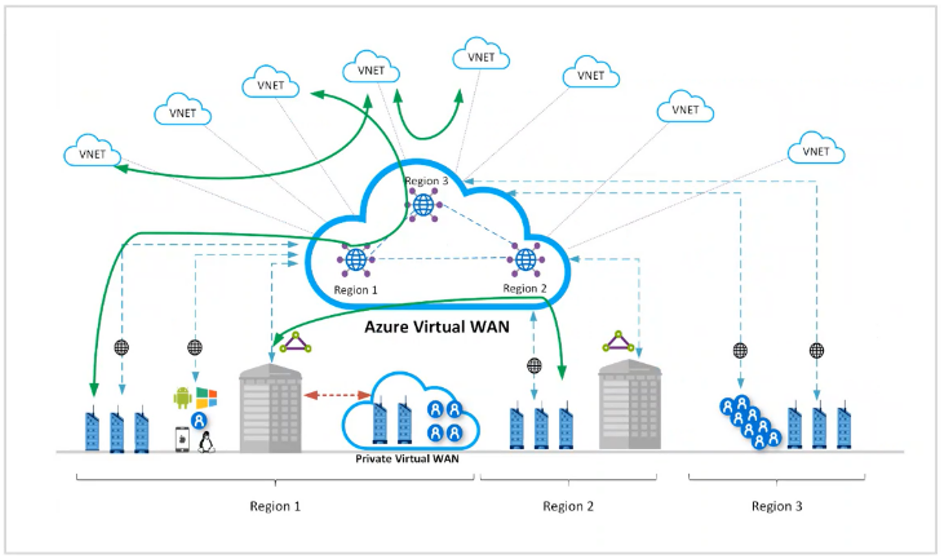 VNET
VNET
VNET
VNET
VNET
VNET
VNET
VNET
Region 3
Region 1
Region 2
Azure Virtual WAN
Private Virtual WAN
Region 1
Region 2
Region 3